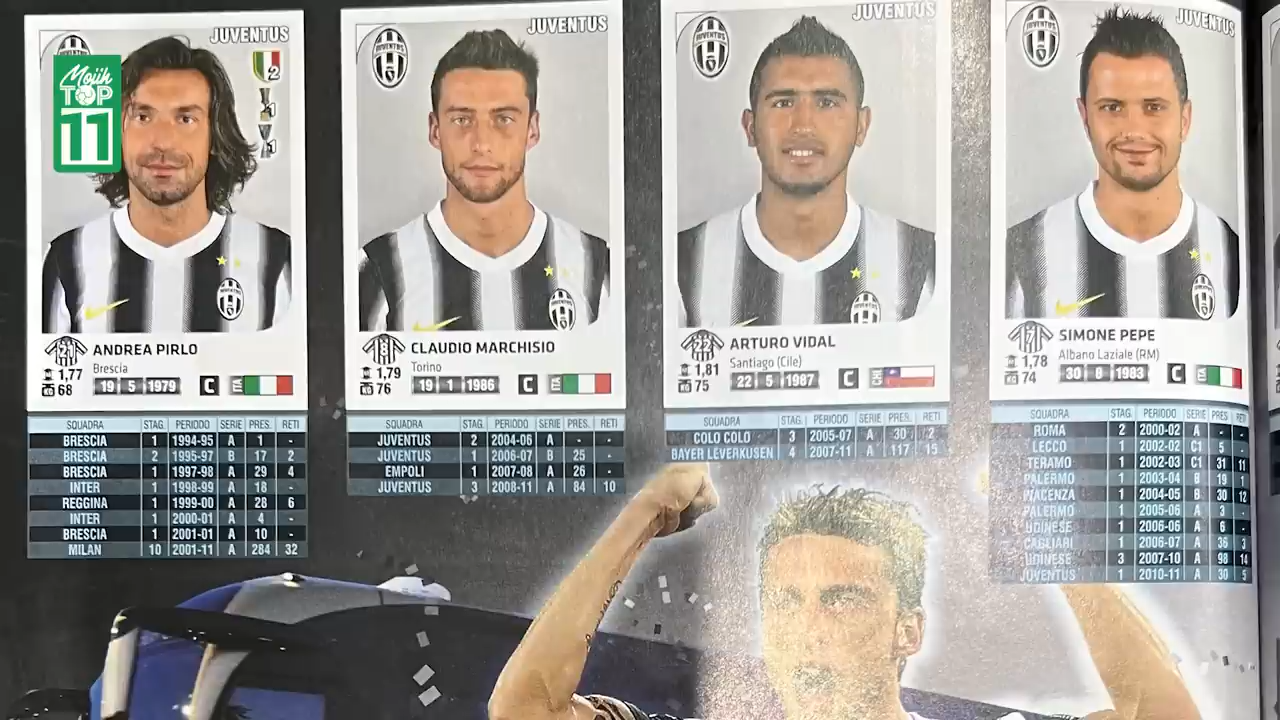 Mojih
TOP
11
JUVENTUS
2
1
1
ANDREA PIRLO
Brescia
1,77
68
19 5 1979 C ITA
SQUADRA STAG. PERIODO SERIE PRES. RETI
BRESCIA 1 1994-95 A 1 -
BRESCIA 2 1995-97 B 17 2
BRESCIA 1 1997-98 A 29 4
INTER 1 1998-99 A 18 -
REGGINA 1 1999-00 A 28 6
INTER 1 2000-01 A 4 -
BRESCIA 1 2001-01 A 10 -
MILAN 10 2001-11 A 284 32
JUVENTUS
JUVENTUS
CLAUDIO MARCHISIO
Torino
1,79
76
19 1 1986 C ITA
SQUADRA STAG. PERIODO SERIE PRES. RETI
JUVENTUS 2 2004-06 A - -
JUVENTUS 1 2006-07 B 25 -
EMPOLI 1 2007-08 A 26 -
JUVENTUS 3 2008-11 A 84 10
JUVENTUS
JUVENTUS
22
ARTURO VIDAL
Santiago (Cile)
1,81
75
22 5 1987 C CHI
SQUADRA STAG. PERIODO SERIE PRES. RETI
COLO COLO 3 2005-07 A 30 2
BAYER LEVERKUSEN 4 2007-11 A 117 15
JUVENTUS
JUVENTUS
SIMONE PEPE
Albano Laziale (RM)
1,78
74
30 8 1983 C ITA
SQUADRA STAG. PERIODO SERIE PRES. RETI
ROMA 2 2000-02 A - -
LECCO 1 2002-02 C1 5 -
TERAMO 1 2002-03 C1 31 11
PALERMO 1 2003-04 B 19 1
PIACENZA 1 2004-05 B 30 12
PALERMO 1 2005-06 A 3 -
UDINESE 1 2006-06 A 6 -
CAGLIARI 1 2006-07 A 36 3
UDINESE 3 2007-10 A 98 14
JUVENTUS 1 2010-11 A 30 5